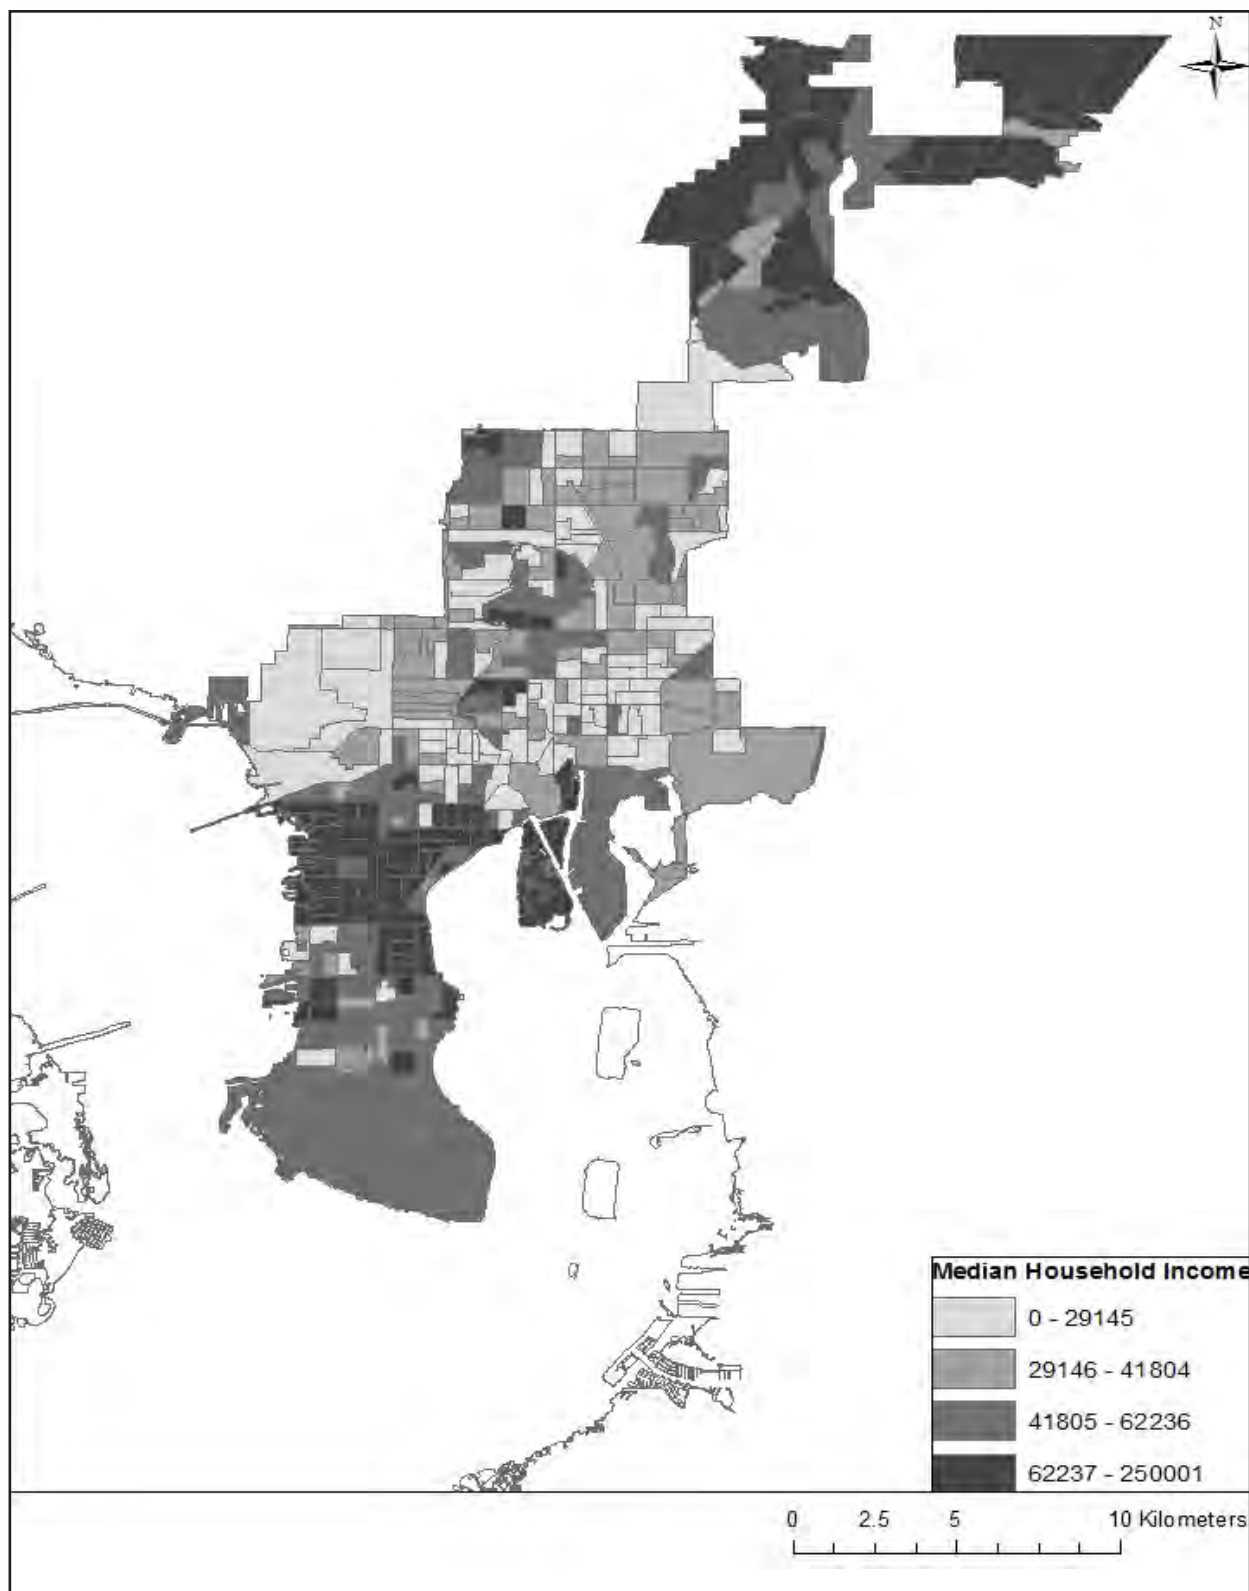 N
Median Household Income
0 - 29145
29146 - 41804
41805 - 62236
62237 - 250001
0 2.5 5 10 Kilometers